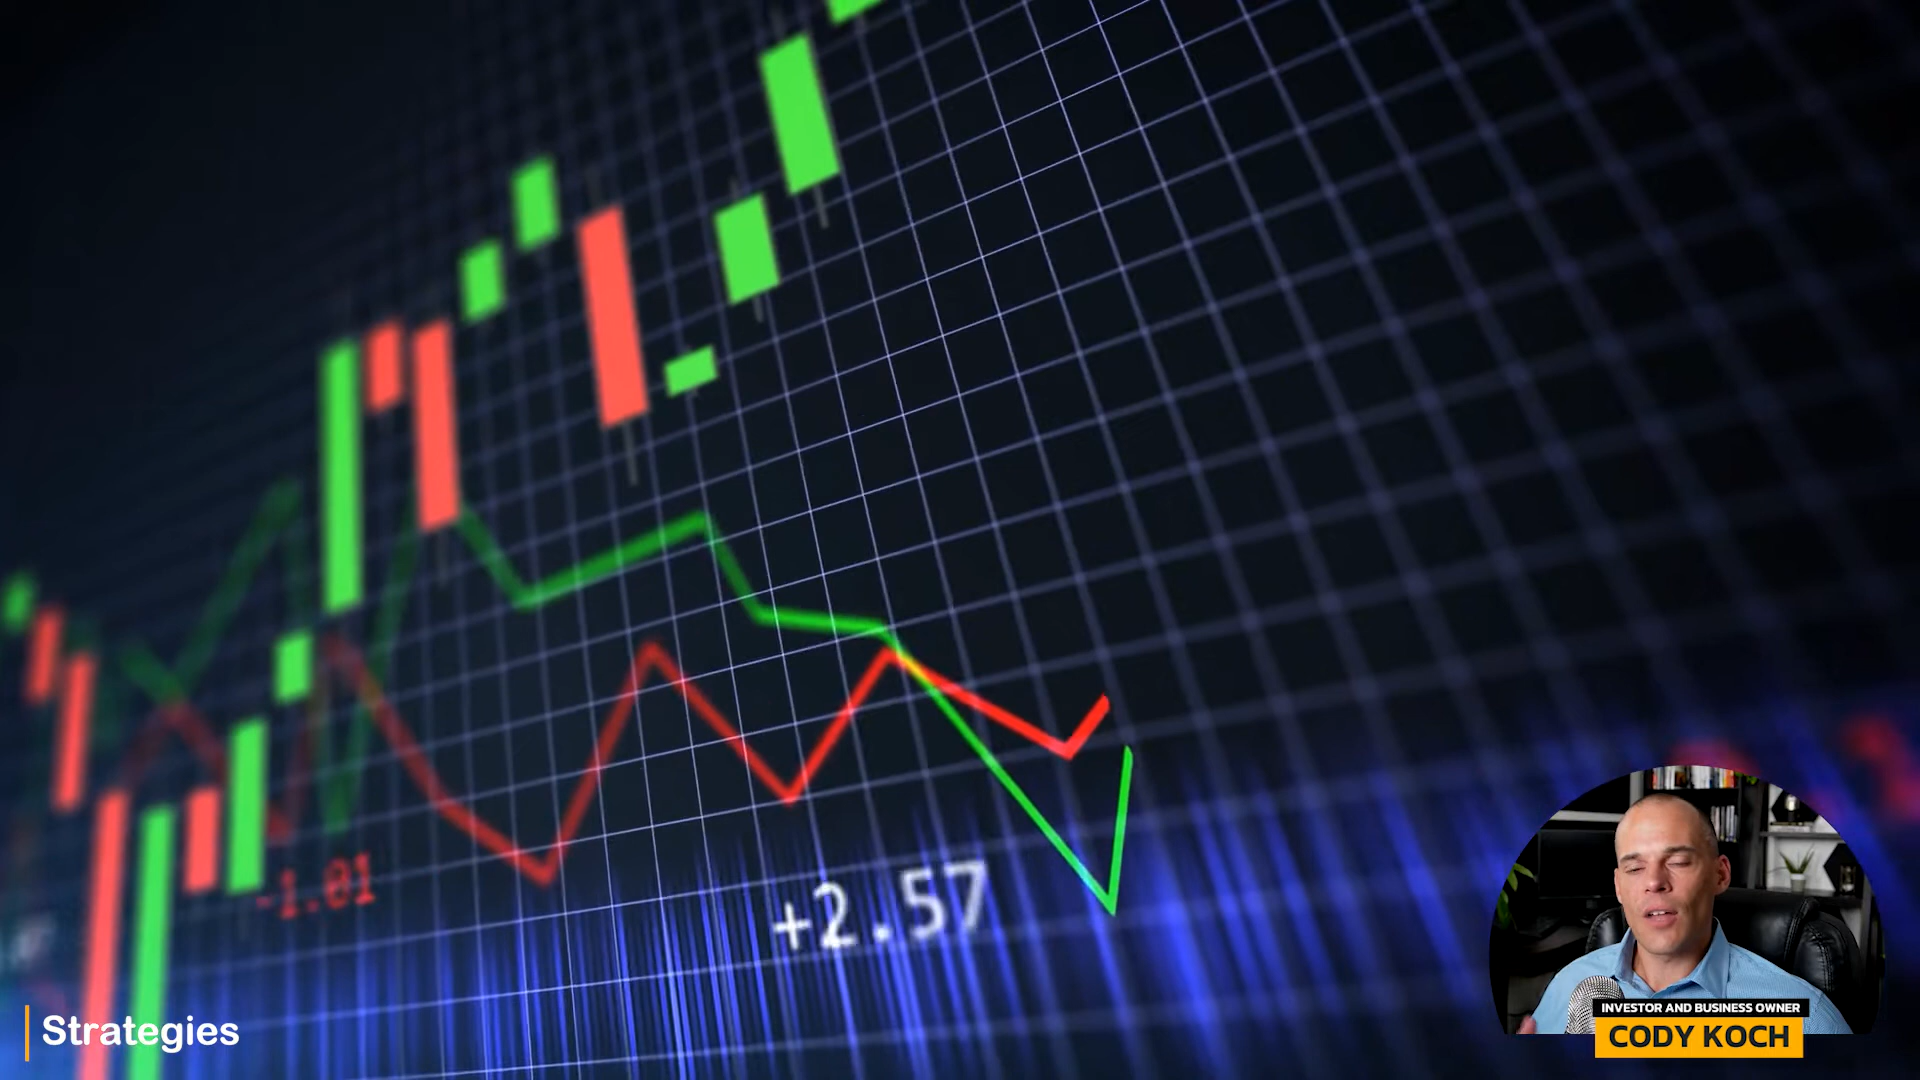 -1.01
+2.57
Strategies
INVESTOR AND BUSINESS OWNER
CODY KOCH